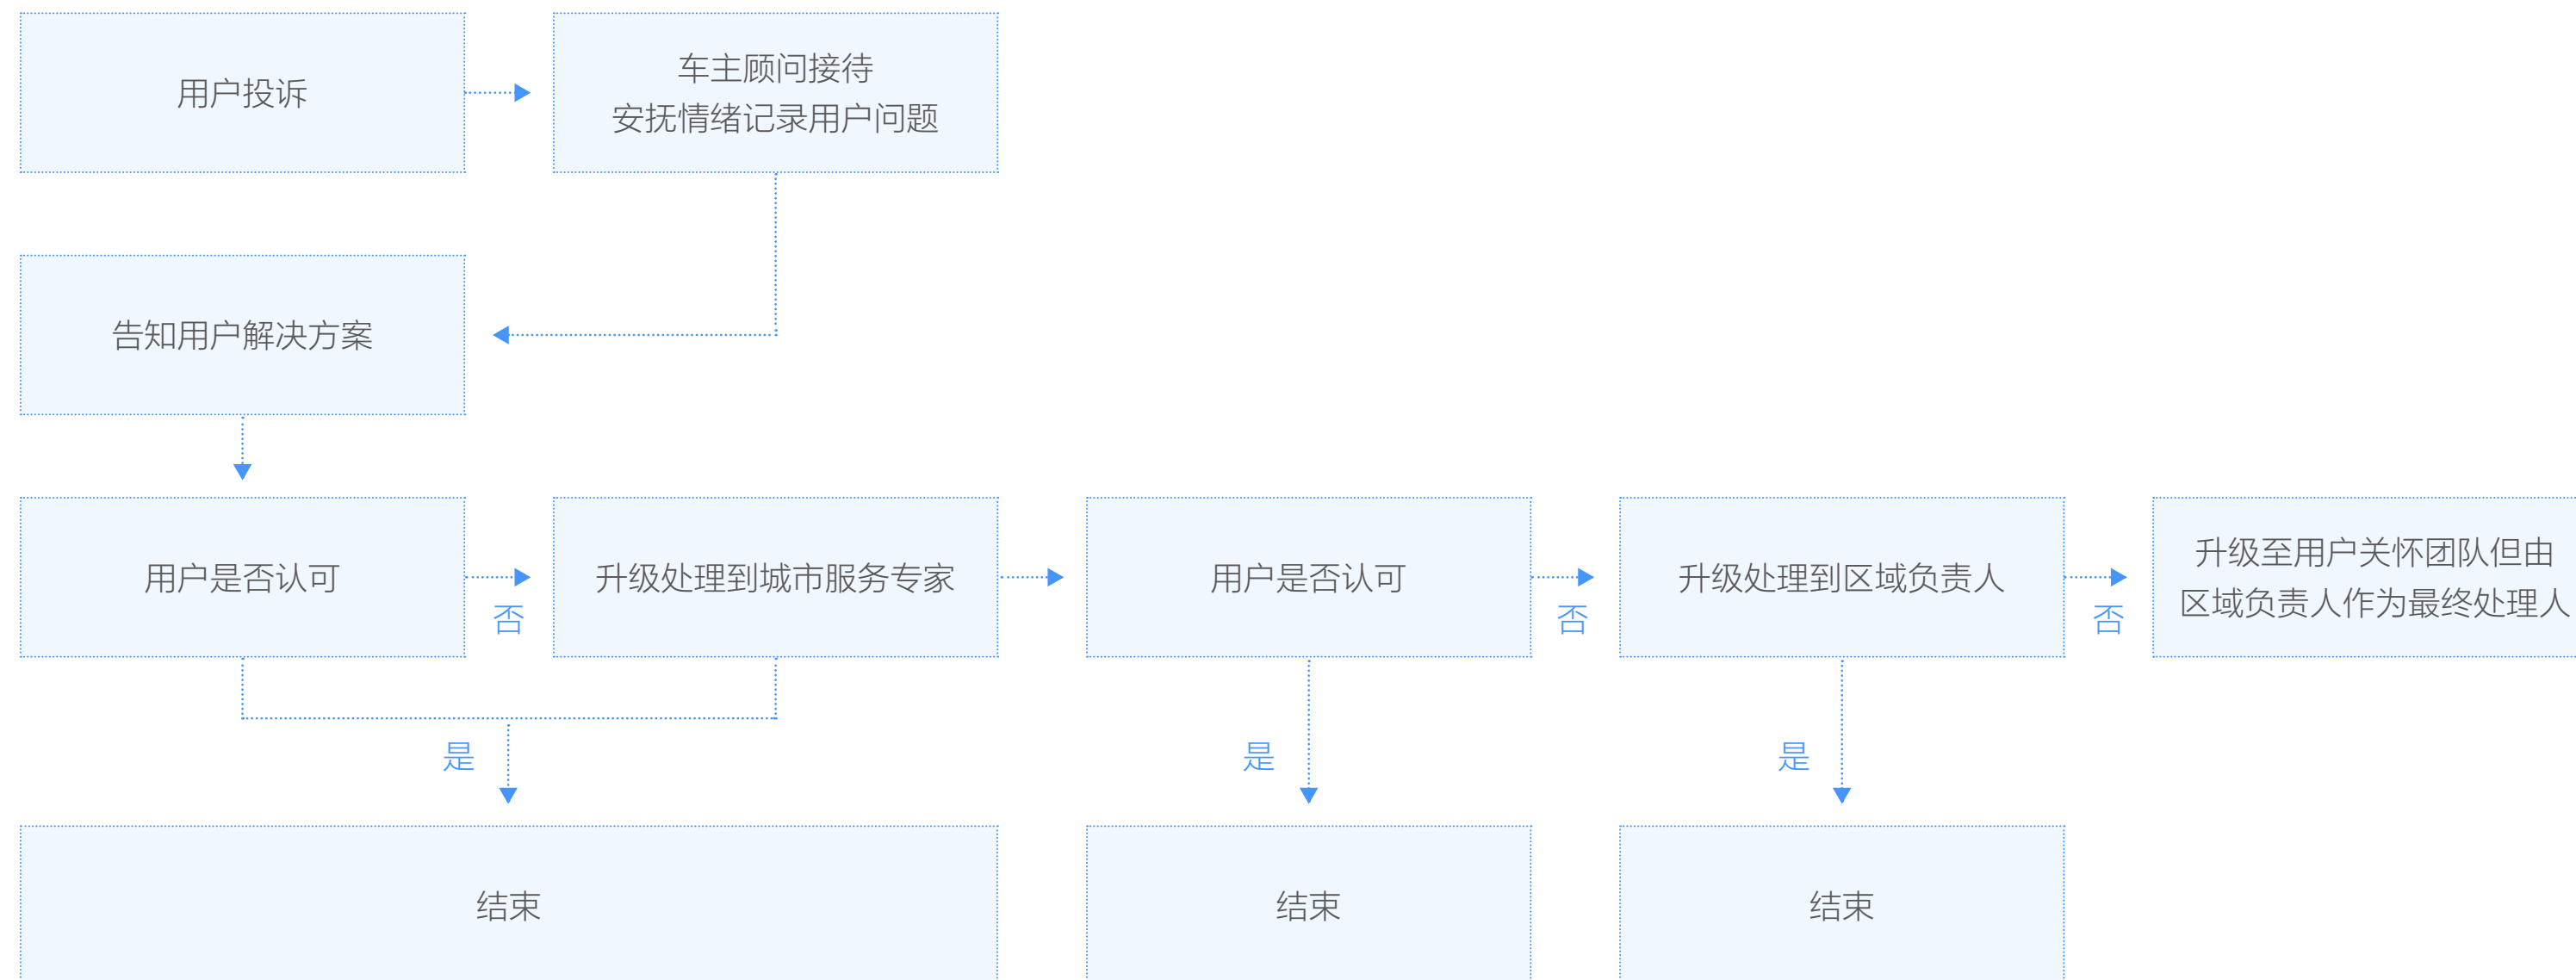 用户投诉
车主顾问接待
安抚情绪记录用户问题
告知用户解决方案
用户是否认可
否
升级处理到城市服务专家
用户是否认可
否
升级处理到区域负责人
否
升级至用户关怀团队但由
区域负责人作为最终处理人
是
是
是
结束
结束
结束